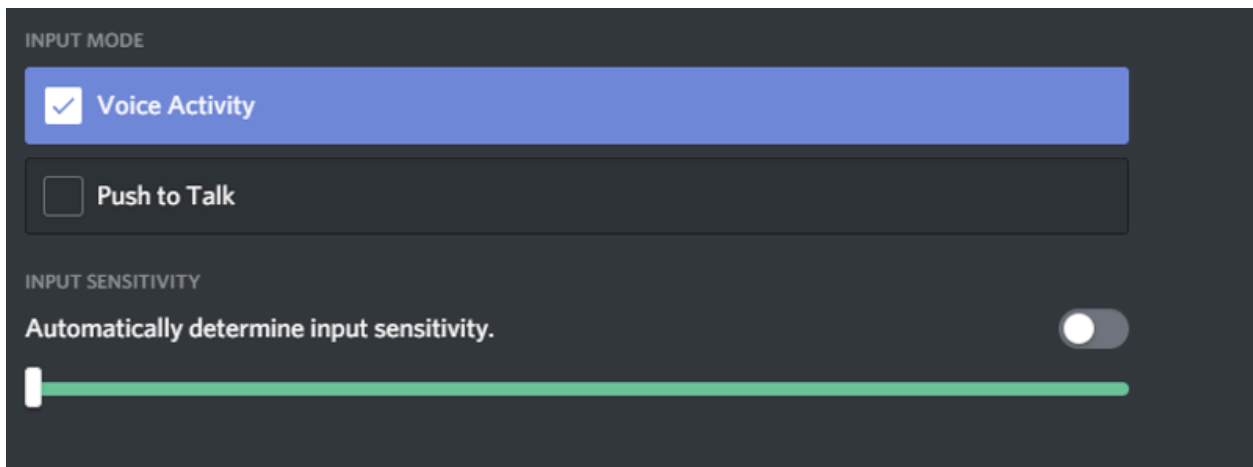 INPUT MODE
Voice Activity
Push to Talk
INPUT SENSITIVITY
Automatically determine input sensitivity.